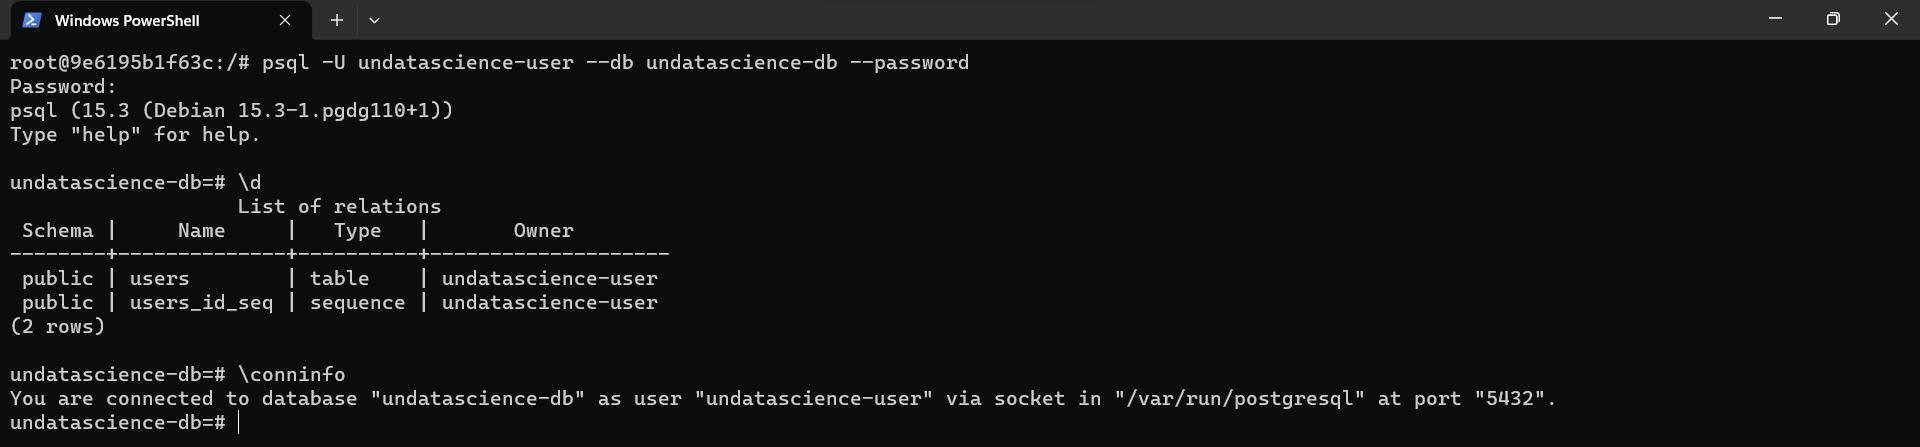 Windows PowerShell
root@9e6195b1f63c:/# psql -U undatascience-user --db undatascience-db --password
Password:
psql (15.3 (Debian 15.3-1.pgdg110+1))
Type "help" for help.
undatascience-db=# \d
                   List of relations
 Schema |     Name     |   Type   |       Owner
--------+--------------+----------+--------------------
 public | users        | table    | undatascience-user
 public | users_id_seq | sequence | undatascience-user
(2 rows)
undatascience-db=# \conninfo
You are connected to database "undatascience-db" as user "undatascience-user" via socket in "/var/run/postgresql" at port "5432".
undatascience-db=#